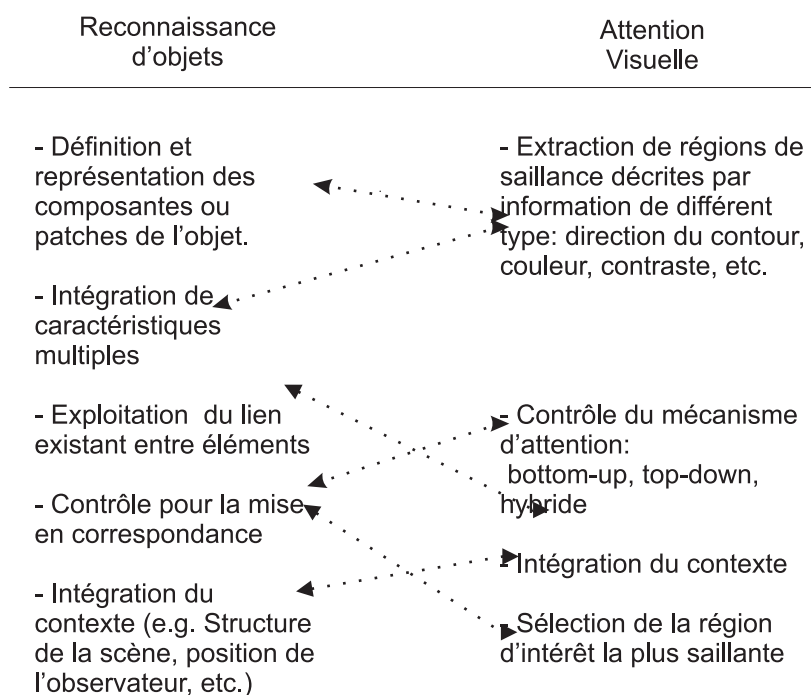 Reconnaissance
d'objets
Attention
Visuelle
- Définition et
représentation des
composantes ou
patches de l'objet.
- Intégration de
caractéristiques
multiples
- Exploitation du lien
existant entre éléments
- Contrôle pour la mise
en correspondance
- Intégration du
contexte (e.g. Structure
de la scène, position de
l'observateur, etc.)
- Extraction de régions de
saillance décrites par
information de différent
type: direction du contour,
couleur, contraste, etc.
- Contrôle du mécanisme
d'attention:
bottom-up, top-down,
hybride
- Intégration du contexte
- Sélection de la région
d'intérêt la plus saillante